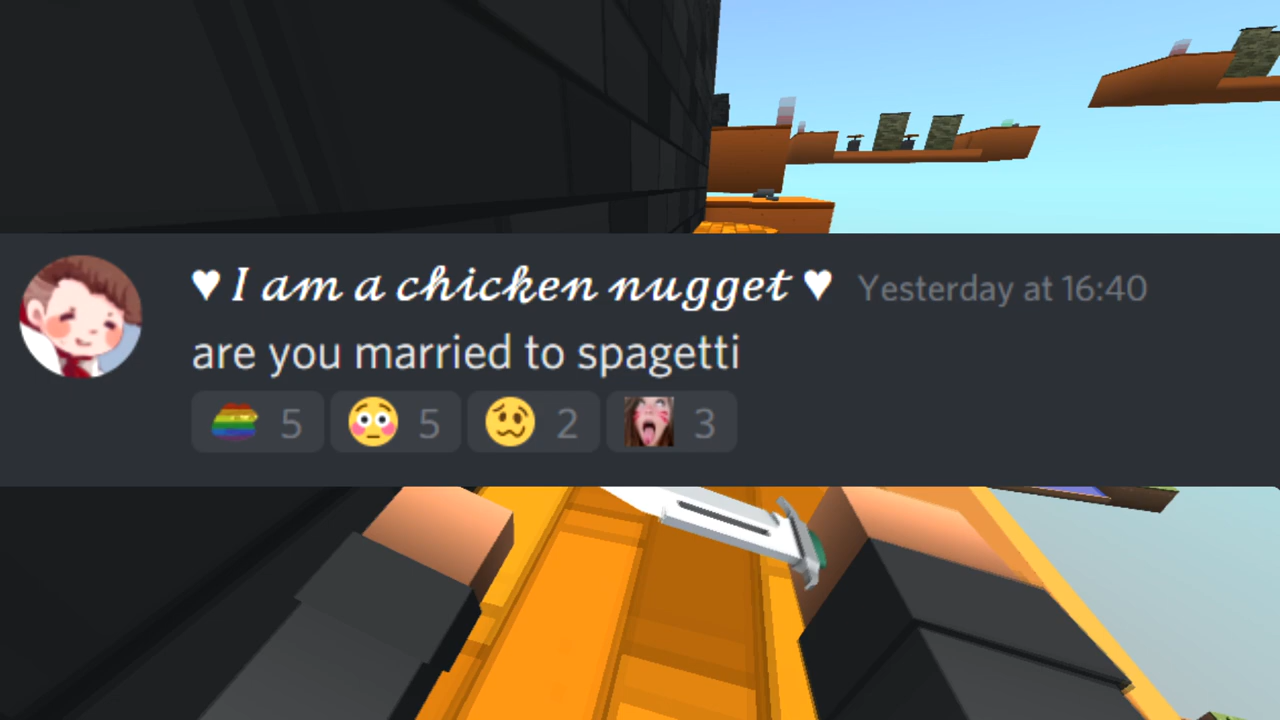 ♥ I am a chicken nugget ♥ Yesterday at 16:40
are you married to spagetti
5 5 2 3